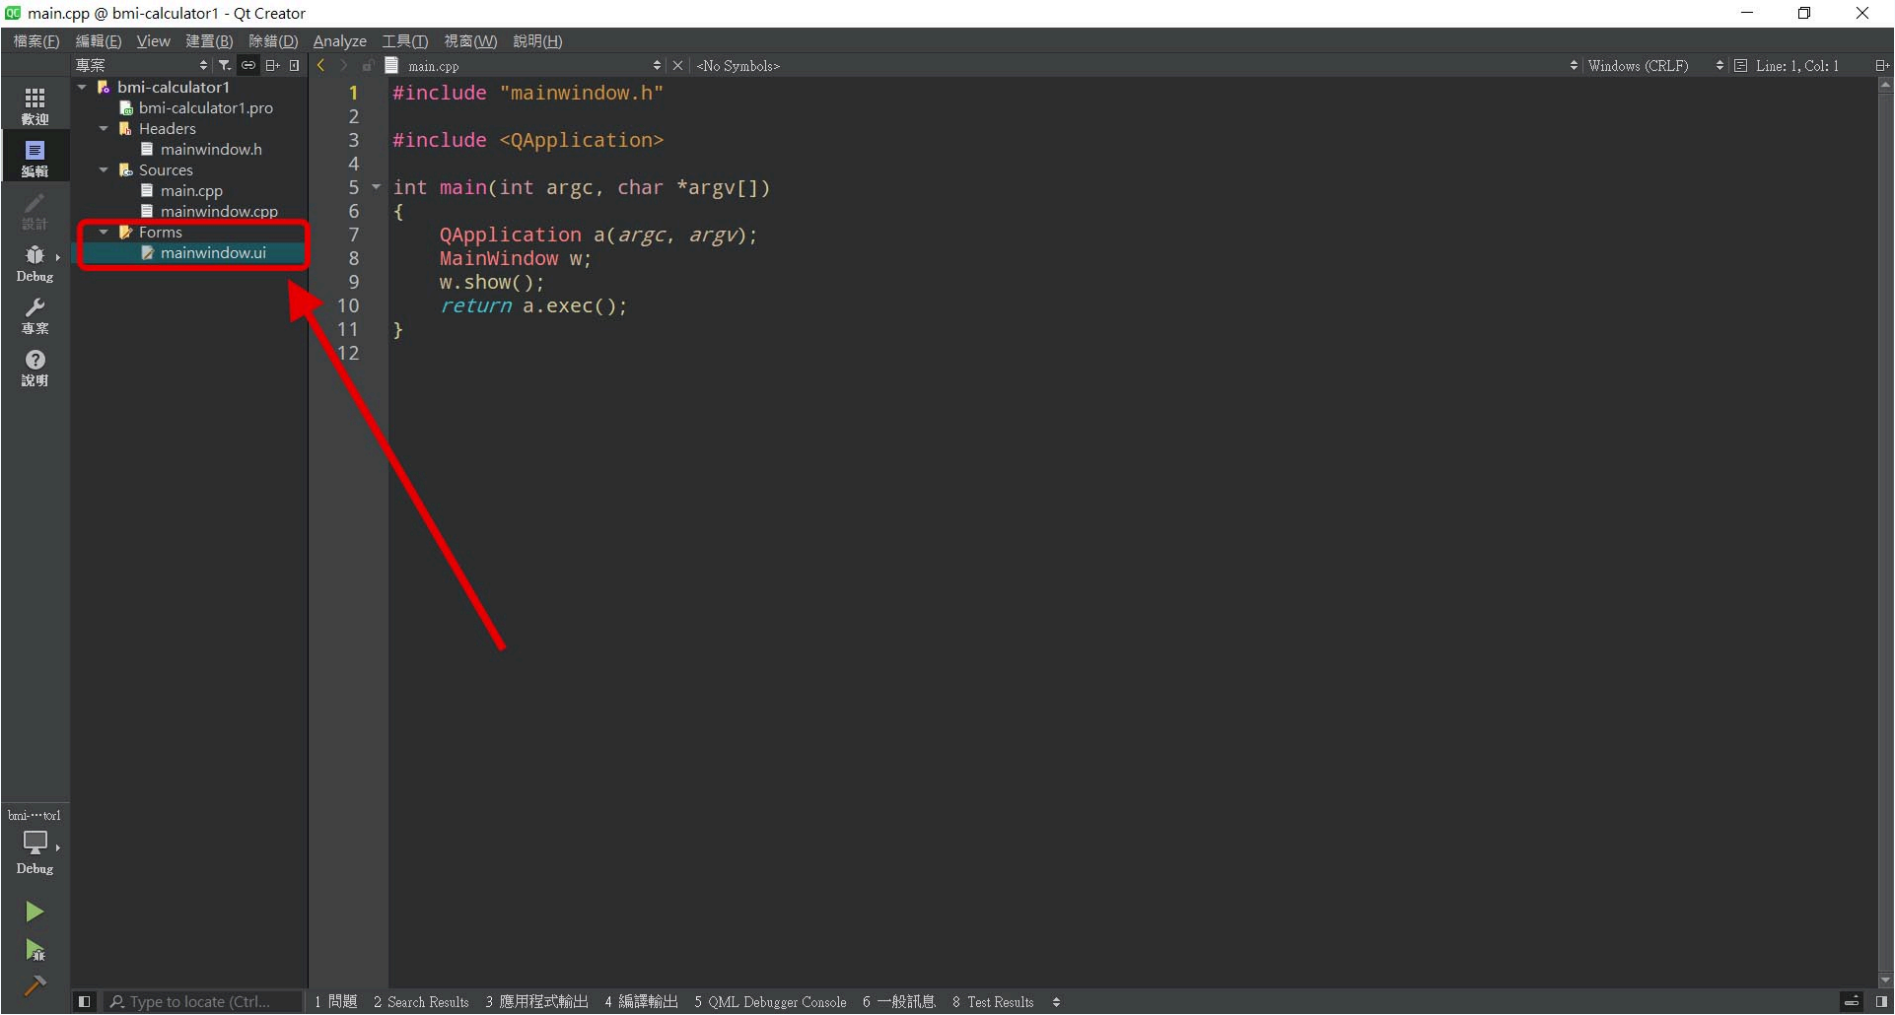 main.cpp @ bmi-calculator1 - Qt Creator
檔案(F) 編輯(E) View 建置(B) 除錯(D) Analyze 工具(T) 視窗(W) 說明(H)
專案 main.cpp <No Symbols> Windows (CRLF) Line: 1, Col: 1
歡迎
編輯
設計
Debug
專案
說明
bmi-calculator1
bmi-calculator1.pro
Headers
mainwindow.h
Sources
main.cpp
mainwindow.cpp
Forms
mainwindow.ui
1 #include "mainwindow.h"
2
3 #include <QApplication>
4
5 int main(int argc, char *argv[])
6 {
7 QApplication a(argc, argv);
8 MainWindow w;
9 w.show();
10 return a.exec();
11 }
12
bmi-···tor1
Debug
Type to locate (Ctrl... 1 問題 2 Search Results 3 應用程式輸出 4 編譯輸出 5 QML Debugger Console 6 一般訊息 8 Test Results